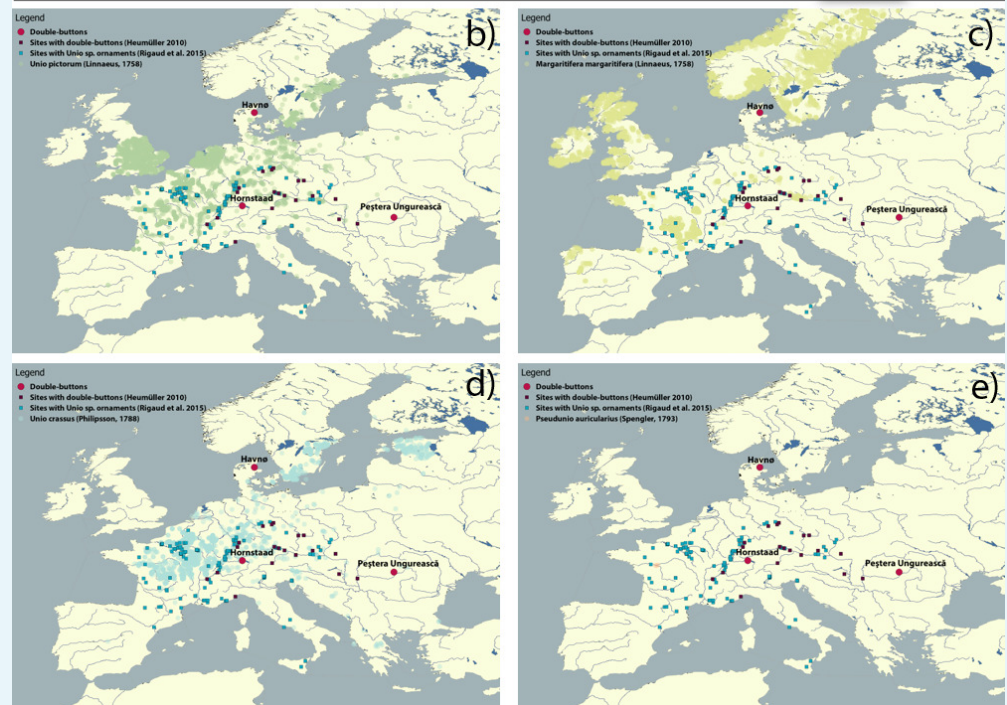 Legend
b)
Double-buttons
Sites with double-buttons (Heumüller 2010)
Sites with Unio sp. ornaments (Rigaud et al. 2015)
Unio pictorum (Linnaeus, 1758)
Havnø
Hornstaad
Peştera Ungurească
Legend
c)
Double-buttons
Sites with double-buttons (Heumüller 2010)
Sites with Unio sp. ornaments (Rigaud et al. 2015)
Margaritifera margaritifera (Linnaeus, 1758)
Havnø
Hornstaad
Peştera Ungurească
Legend
d)
Double-buttons
Sites with double-buttons (Heumüller 2010)
Sites with Unio sp. ornaments (Rigaud et al. 2015)
Unio crassus (Philipsson, 1788)
Havnø
Hornstaad
Peştera Ungurească
Legend
e)
Double-buttons
Sites with double-buttons (Heumüller 2010)
Sites with Unio sp. ornaments (Rigaud et al. 2015)
Pseudunio auricularius (Spengler, 1793)
Havnø
Hornstaad
Peştera Ungurească